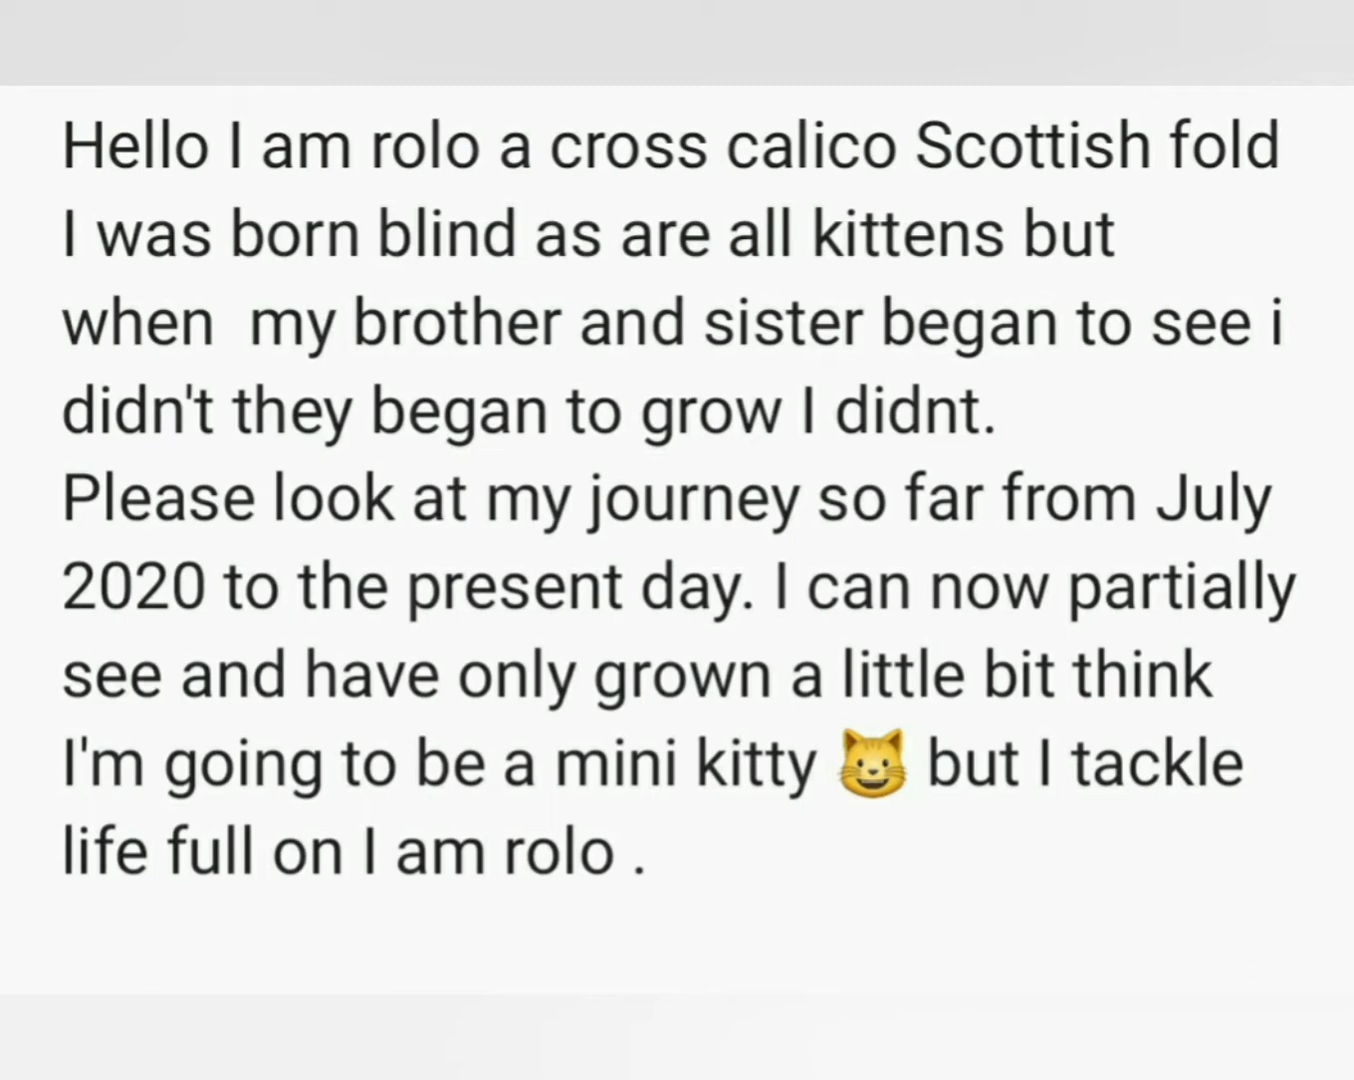 Hello I am rolo a cross calico Scottish fold
I was born blind as are all kittens but
when  my brother and sister began to see i
didn't they began to grow I didnt.
Please look at my journey so far from July
2020 to the present day. I can now partially
see and have only grown a little bit think
I'm going to be a mini kitty 😺 but I tackle
life full on I am rolo .